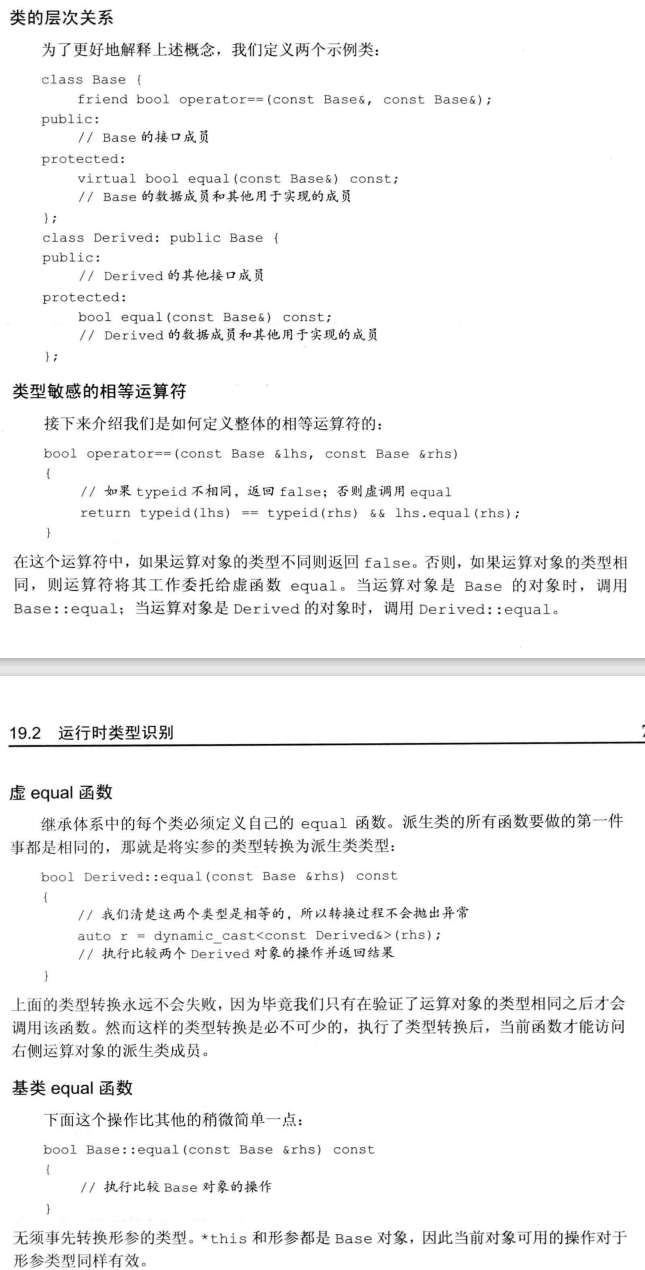 类的层次关系
为了更好地解释上述概念，我们定义两个示例类：
class Base {
friend bool operator==(const Base&, const Base&);
public:
// Base 的接口成员
protected:
virtual bool equal(const Base&) const;
// Base 的数据成员和其他用于实现的成员
};
class Derived: public Base {
public:
// Derived 的其他接口成员
protected:
bool equal(const Base&) const;
// Derived 的数据成员和其他用于实现的成员
};
类型敏感的相等运算符
接下来介绍我们是如何定义整体的相等运算符的：
bool operator==(const Base &lhs, const Base &rhs)
{
// 如果 typeid 不相同，返回 false；否则虚调用 equal
return typeid(lhs) == typeid(rhs) && lhs.equal(rhs);
}
在这个运算符中，如果运算对象的类型不同则返回 false。否则，如果运算对象的类型相
同，则运算符将其工作委托给虚函数 equal。当运算对象是 Base 的对象时，调用
Base::equal；当运算对象是 Derived 的对象时，调用 Derived::equal。
19.2 运行时类型识别
虚 equal 函数
继承体系中的每个类必须定义自己的 equal 函数。派生类的所有函数要做的第一件
事都是相同的，那就是将实参的类型转换为派生类类型：
bool Derived::equal(const Base &rhs) const
{
// 我们清楚这两个类型是相等的，所以转换过程不会抛出异常
auto r = dynamic_cast<const Derived&>(rhs);
// 执行比较两个 Derived 对象的操作并返回结果
}
上面的类型转换永远不会失败，因为毕竟我们只有在验证了运算对象的类型相同之后才会
调用该函数。然而这样的类型转换是必不可少的，执行了类型转换后，当前函数才能访问
右侧运算对象的派生类成员。
基类 equal 函数
下面这个操作比其他的稍微简单一点：
bool Base::equal(const Base &rhs) const
{
// 执行比较 Base 对象的操作
}
无须事先转换形参的类型。*this 和形参都是 Base 对象，因此当前对象可用的操作对于
形参类型同样有效。